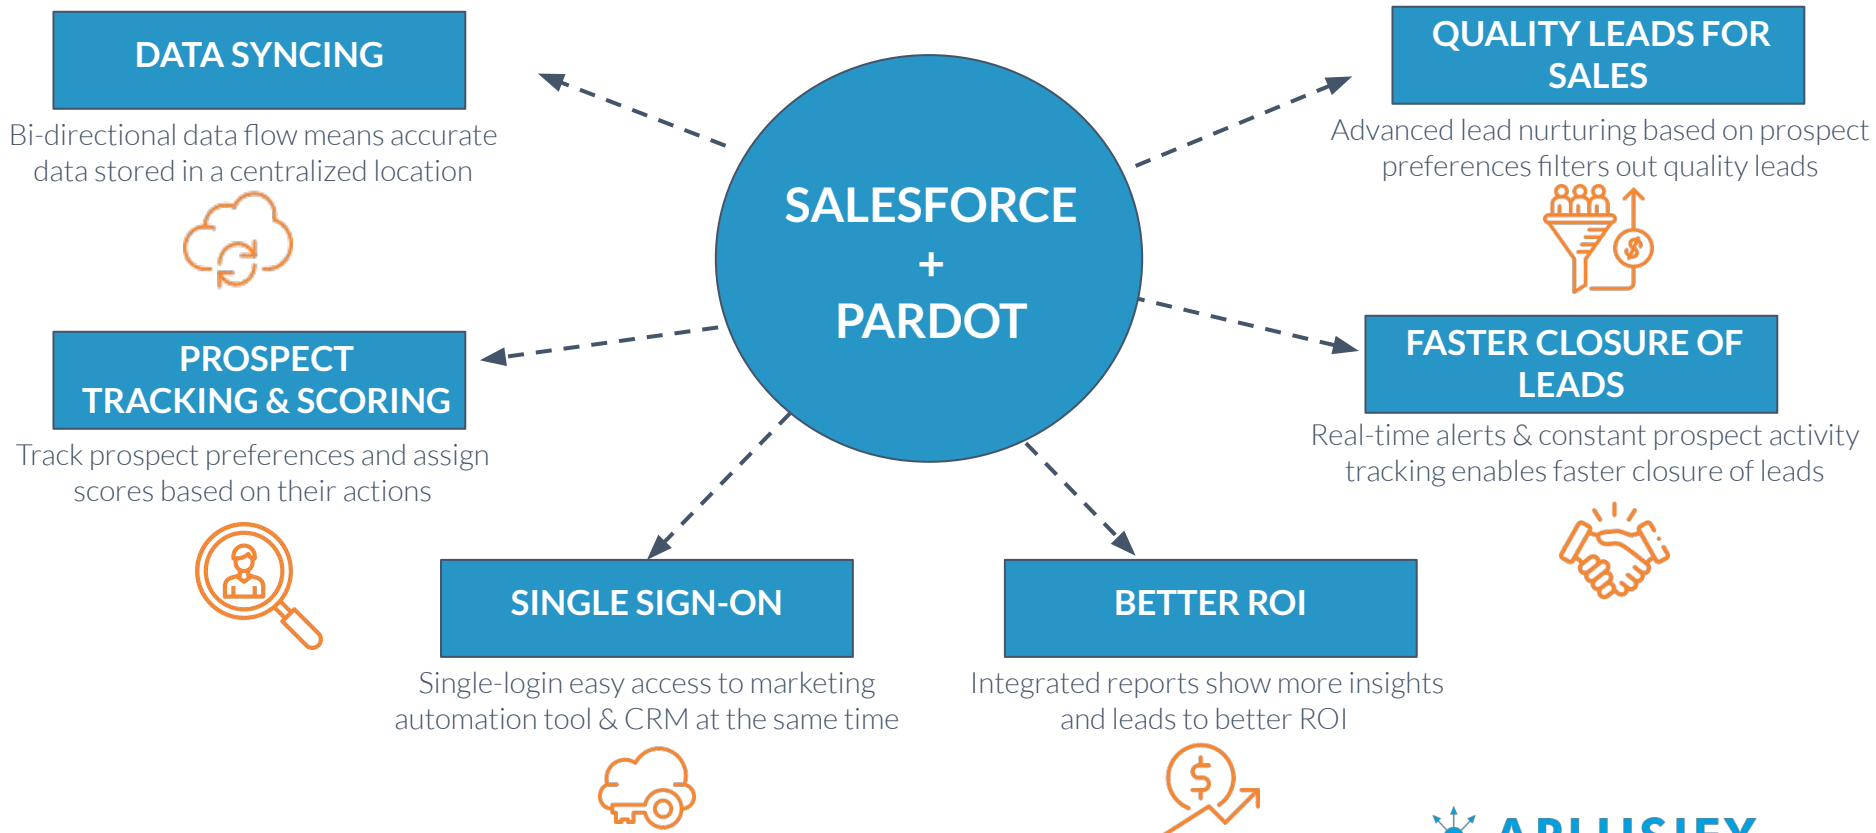 DATA SYNCING
Bi-directional data flow means accurate
data stored in a centralized location
PROSPECT
TRACKING & SCORING
Track prospect preferences and assign
scores based on their actions
SALESFORCE
+
PARDOT
SINGLE SIGN-ON
Single-login easy access to marketing
automation tool & CRM at the same time
BETTER ROI
Integrated reports show more insights
and leads to better ROI
QUALITY LEADS FOR
SALES
Advanced lead nurturing based on prospect
preferences filters out quality leads
FASTER CLOSURE OF
LEADS
Real-time alerts & constant prospect activity
tracking enables faster closure of leads